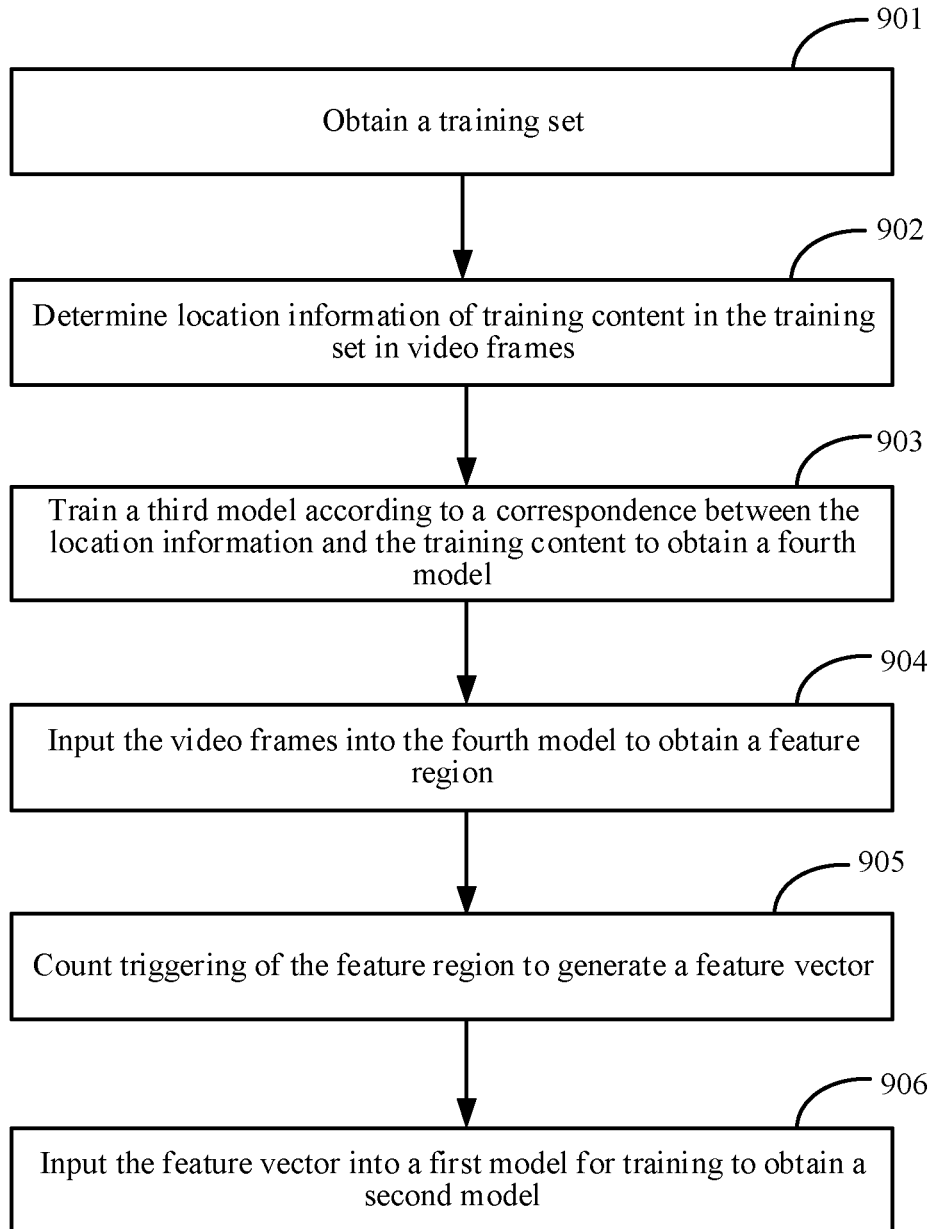 901
Obtain a training set
902
Determine location information of training content in the training
set in video frames
903
Train a third model according to a correspondence between the
location information and the training content to obtain a fourth
model
904
Input the video frames into the fourth model to obtain a feature
region
905
Count triggering of the feature region to generate a feature vector
906
Input the feature vector into a first model for training to obtain a
second model